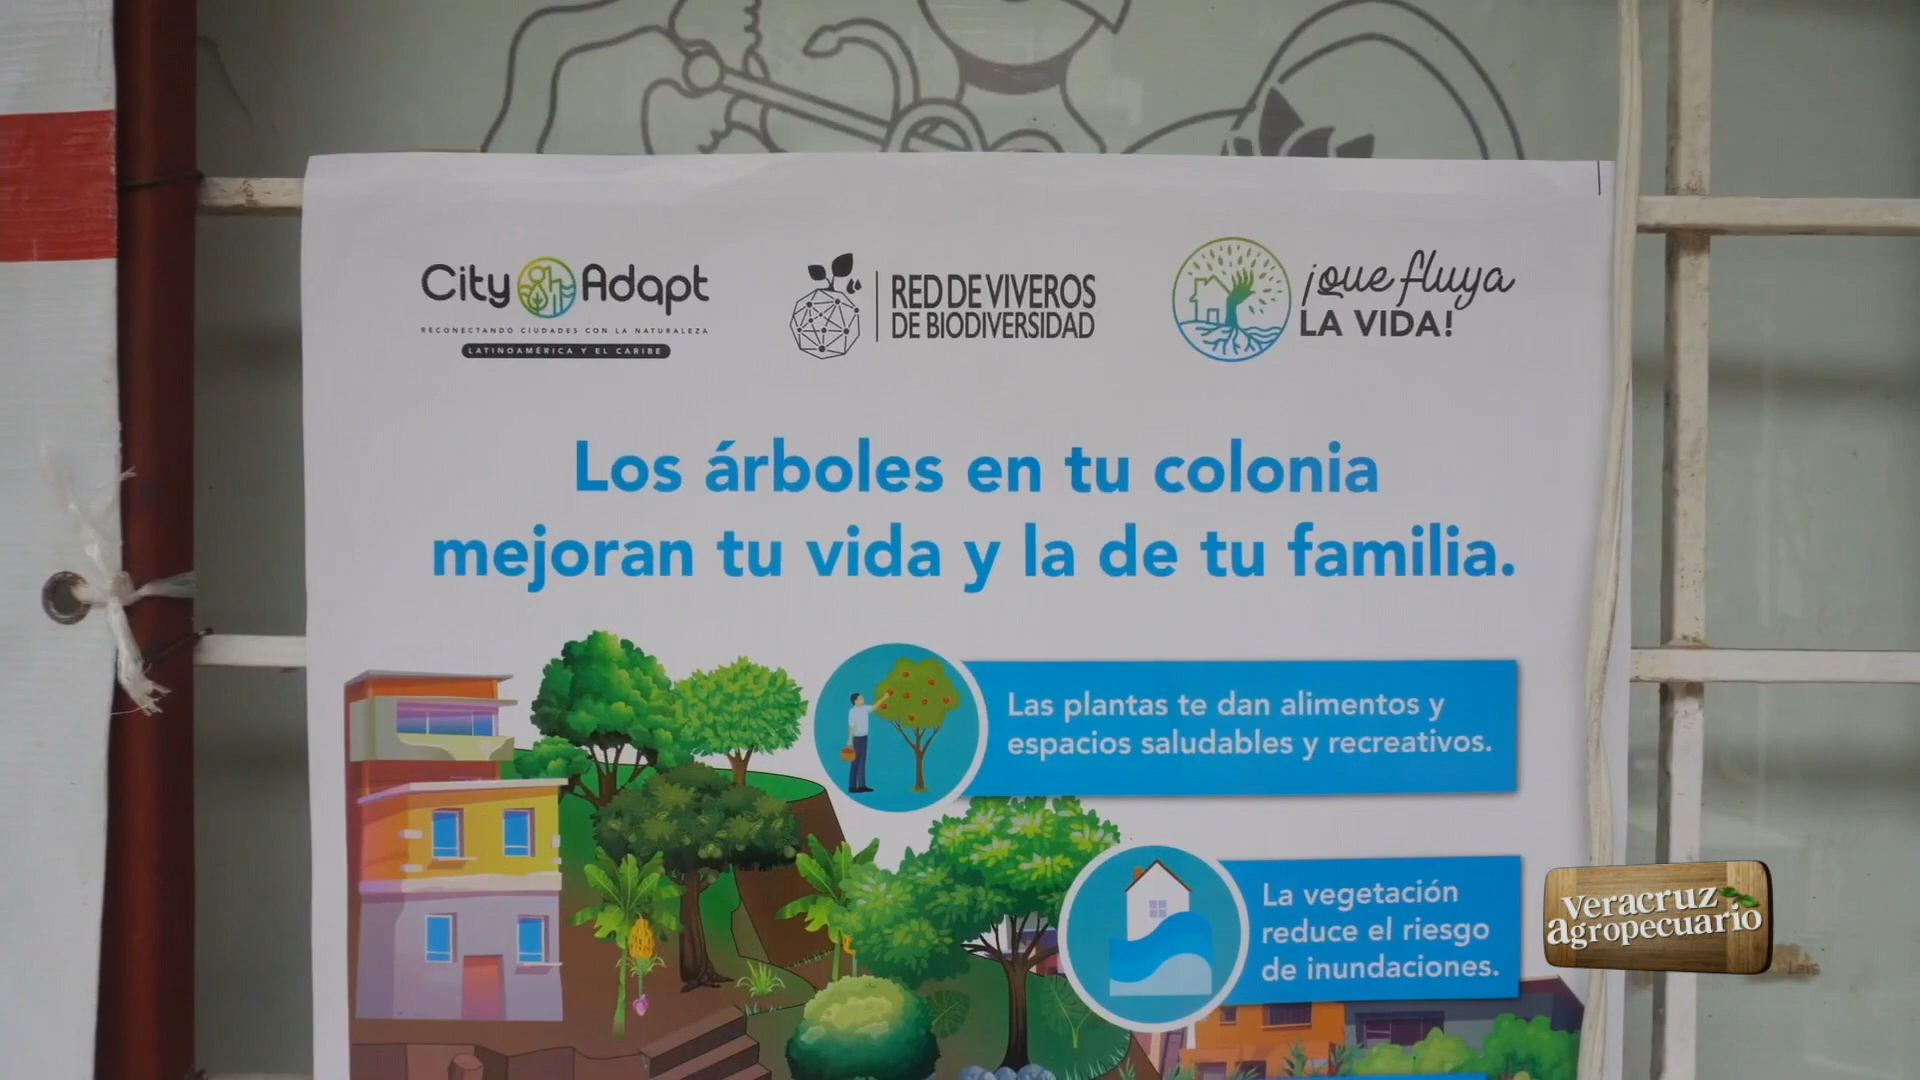 City Adapt
RECONECTANDO CIUDADES CON LA NATURALEZA
LATINOAMÉRICA Y EL CARIBE
RED DE VIVEROS
DE BIODIVERSIDAD
¡que fluya
LA VIDA!
Los árboles en tu colonia
mejoran tu vida y la de tu familia.
Las plantas te dan alimentos y
espacios saludables y recreativos.
La vegetación
reduce el riesgo
de inundaciones.
veracruz
agropecuario